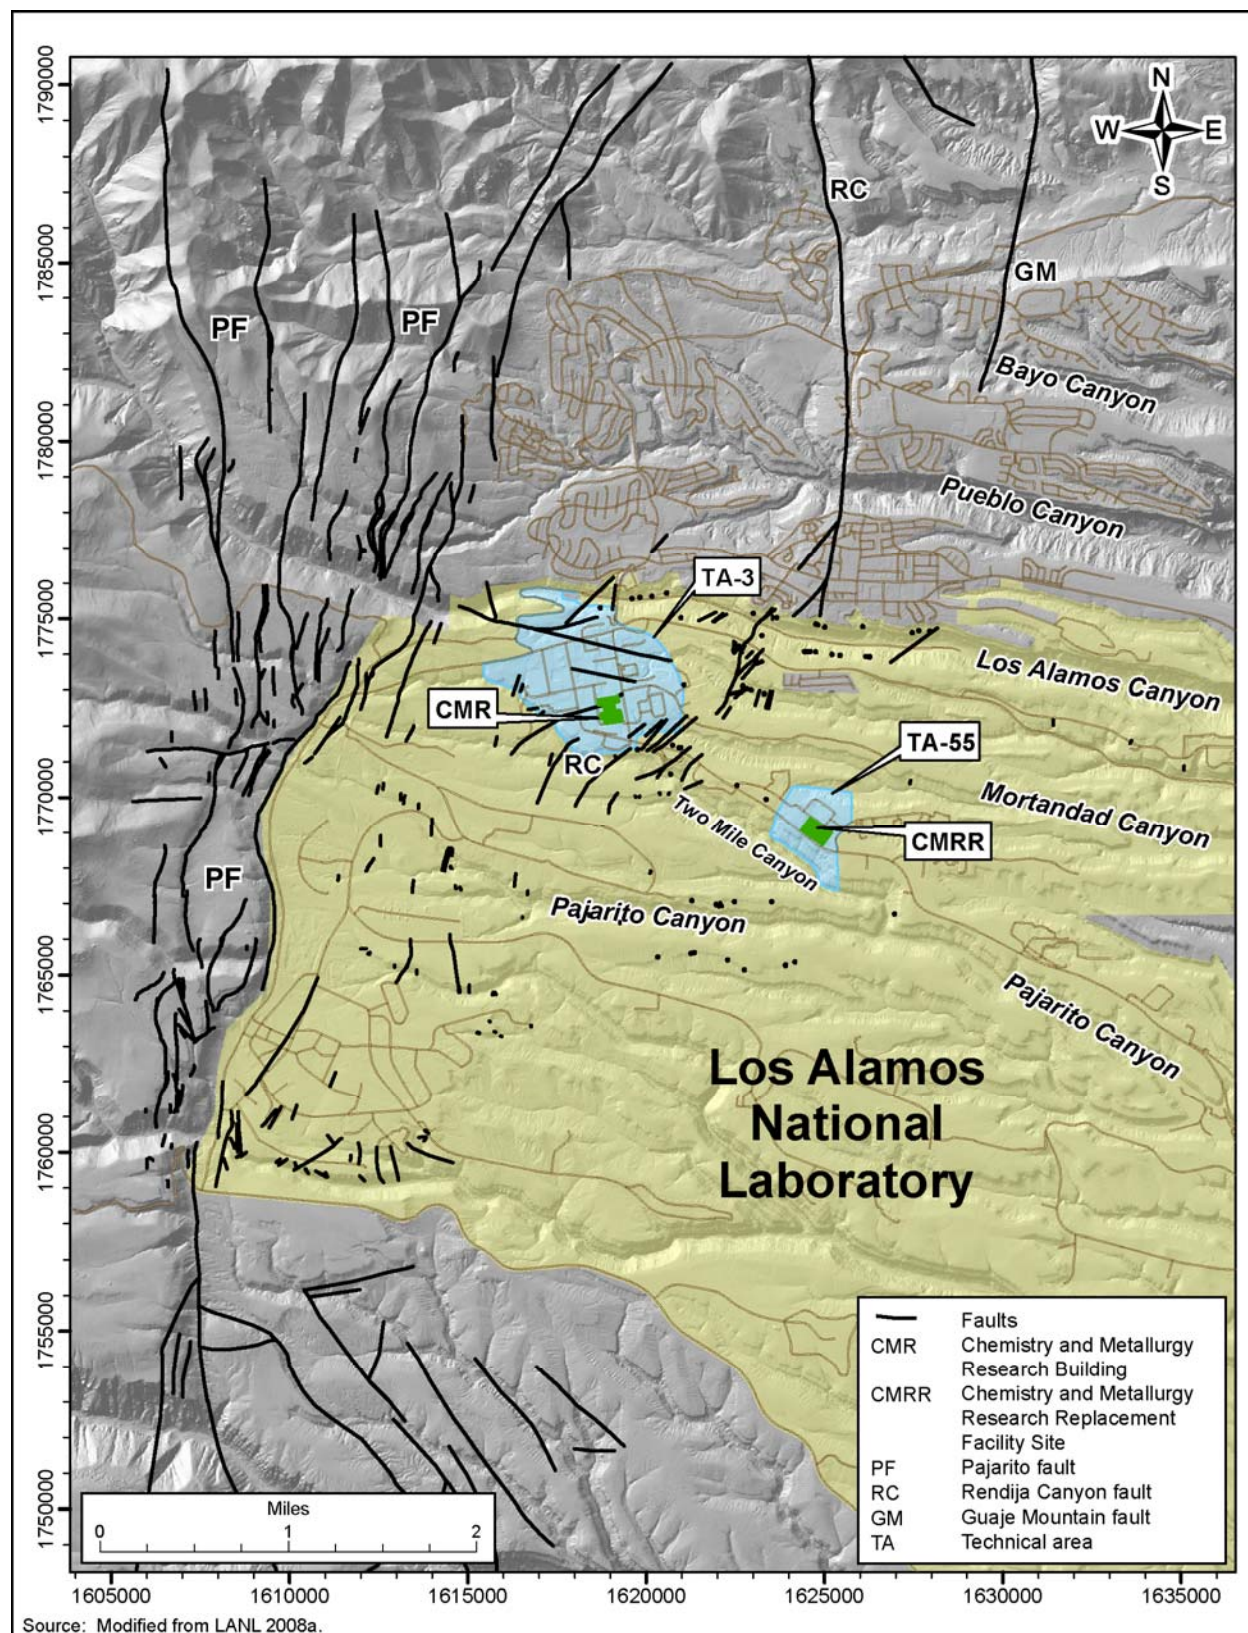 1790000
1785000
1780000
1775000
1770000
1765000
1760000
1755000
1750000
N
W E
S
RC
GM
PF
PF
Bayo Canyon
Pueblo Canyon
TA-3
Los Alamos Canyon
CMR
TA-55
RC
Mortandad Canyon
Two Mile Canyon
CMRR
PF
Pajarito Canyon
Pajarito Canyon
Los Alamos
National
Laboratory
Faults
CMR Chemistry and Metallurgy
Research Building
CMRR Chemistry and Metallurgy
Research Replacement
Facility Site
PF Pajarito fault
RC Rendija Canyon fault
GM Guaje Mountain fault
TA Technical area
Miles
0 1 2
1605000 1610000 1615000 1620000 1625000 1630000 1635000
Source: Modified from LANL 2008a.